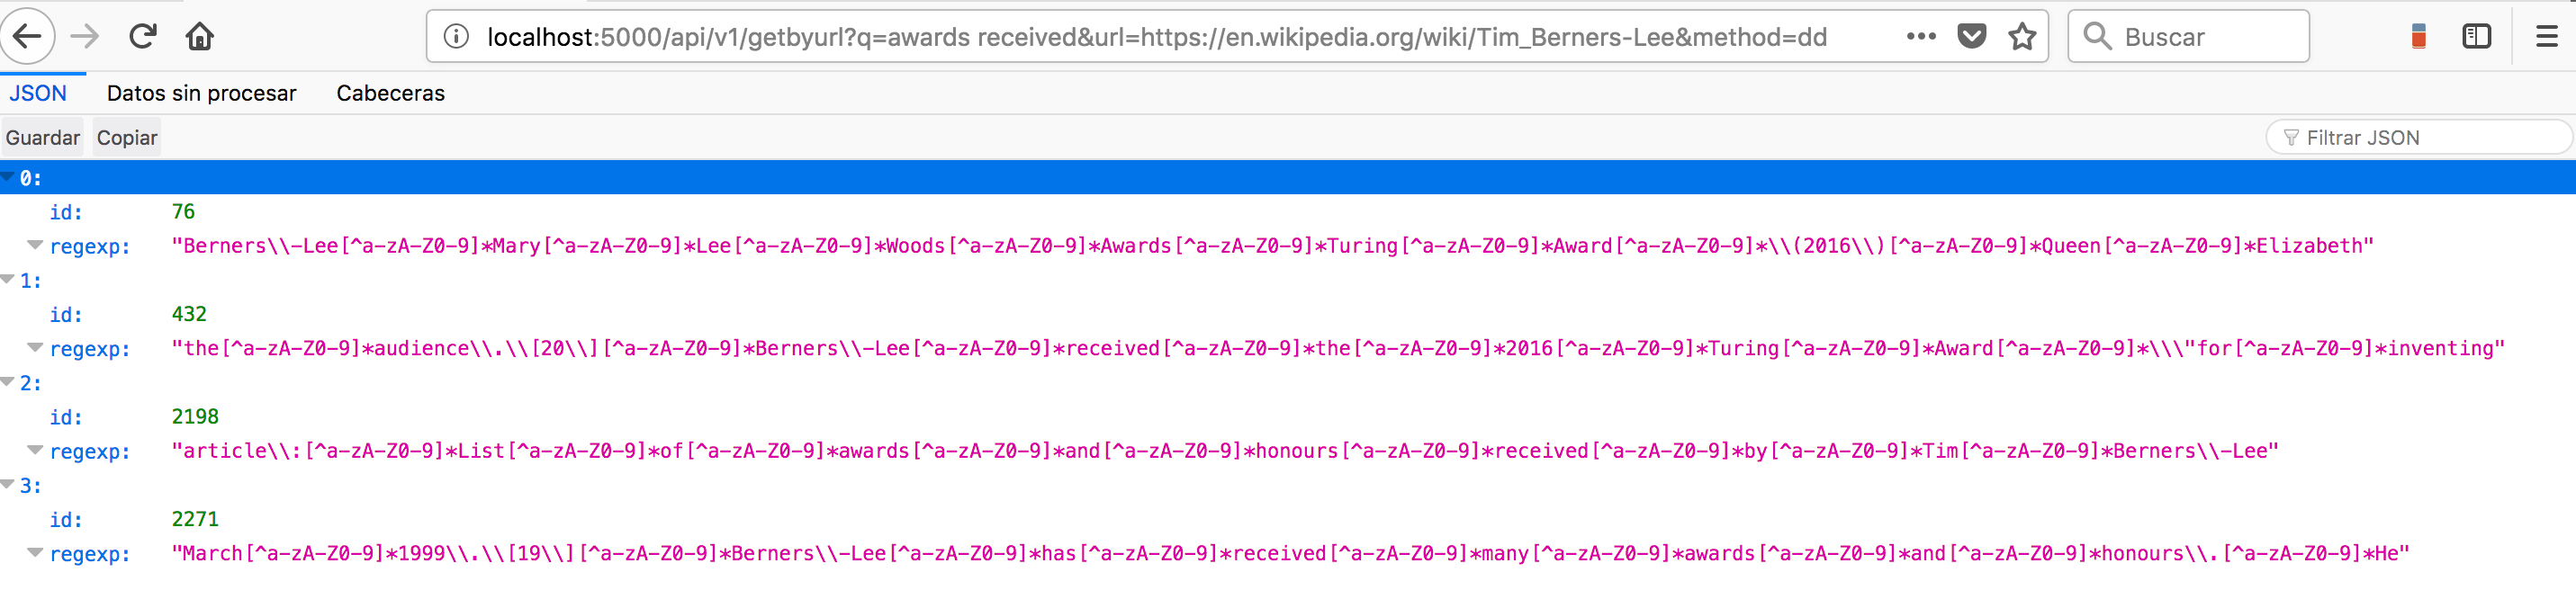 localhost:5000/api/v1/getbyurl?q=awards received&url=https://en.wikipedia.org/wiki/Tim_Berners-Lee&method=dd
Buscar
JSON
Datos sin procesar
Cabeceras
Guardar
Copiar
Filtrar JSON
0:
id: 76
regexp: "Berners\\-Lee[^a-zA-Z0-9]*Mary[^a-zA-Z0-9]*Lee[^a-zA-Z0-9]*Woods[^a-zA-Z0-9]*Awards[^a-zA-Z0-9]*Turing[^a-zA-Z0-9]*Award[^a-zA-Z0-9]*\\(2016\\)[^a-zA-Z0-9]*Queen[^a-zA-Z0-9]*Elizabeth"
1:
id: 432
regexp: "the[^a-zA-Z0-9]*audience\\.\\[20\\][^a-zA-Z0-9]*Berners\\-Lee[^a-zA-Z0-9]*received[^a-zA-Z0-9]*the[^a-zA-Z0-9]*2016[^a-zA-Z0-9]*Turing[^a-zA-Z0-9]*Award[^a-zA-Z0-9]*\\\"for[^a-zA-Z0-9]*inventing"
2:
id: 2198
regexp: "article\\:[^a-zA-Z0-9]*List[^a-zA-Z0-9]*of[^a-zA-Z0-9]*awards[^a-zA-Z0-9]*and[^a-zA-Z0-9]*honours[^a-zA-Z0-9]*received[^a-zA-Z0-9]*by[^a-zA-Z0-9]*Tim[^a-zA-Z0-9]*Berners\\-Lee"
3:
id: 2271
regexp: "March[^a-zA-Z0-9]*1999\\.\\[19\\][^a-zA-Z0-9]*Berners\\-Lee[^a-zA-Z0-9]*has[^a-zA-Z0-9]*received[^a-zA-Z0-9]*many[^a-zA-Z0-9]*awards[^a-zA-Z0-9]*and[^a-zA-Z0-9]*honours\\.[^a-zA-Z0-9]*He"